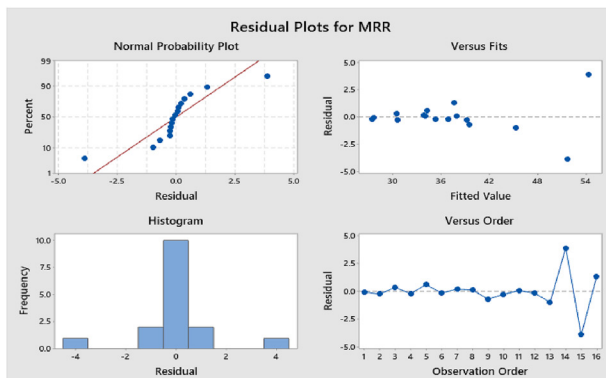 Residual Plots for MRR
Normal Probability Plot
99
90
50
10
1
Percent
-5.0 -2.5 0.0 2.5 5.0
Residual
Versus Fits
5.0
2.5
0.0
-2.5
-5.0
Residual
30 36 42 48 54
Fitted Value
Histogram
10.0
7.5
5.0
2.5
0.0
Frequency
-4 -2 0 2 4
Residual
Versus Order
5.0
2.5
0.0
-2.5
-5.0
Residual
1 2 3 4 5 6 7 8 9 10 11 12 13 14 15 16
Observation Order